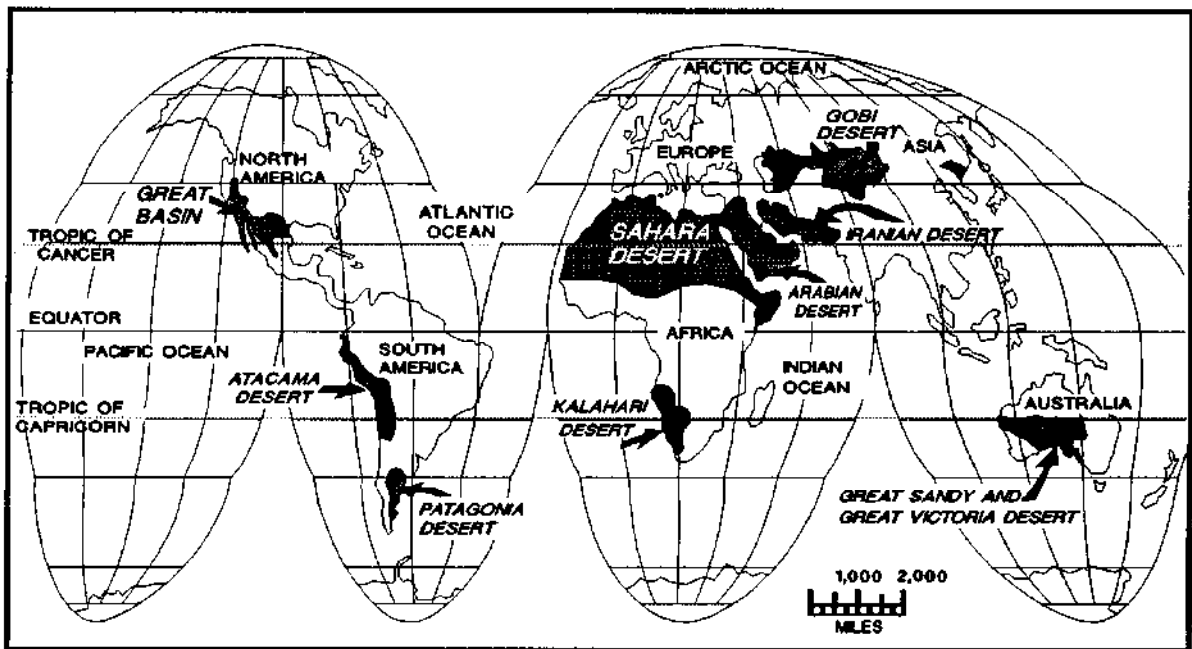 ARCTIC OCEAN
GOBI
DESERT
ASIA
EUROPE
NORTH
AMERICA
GREAT
BASIN
ATLANTIC
OCEAN
TROPIC OF
CANCER
SAHARA
DESERT
IRANIAN DESERT
ARABIAN
DESERT
EQUATOR
AFRICA
PACIFIC OCEAN
SOUTH
AMERICA
INDIAN
OCEAN
ATACAMA
DESERT
TROPIC OF
CAPRICORN
KALAHARI
DESERT
AUSTRALIA
PATAGONIA
DESERT
GREAT SANDY AND
GREAT VICTORIA DESERT
1,000 2,000
MILES